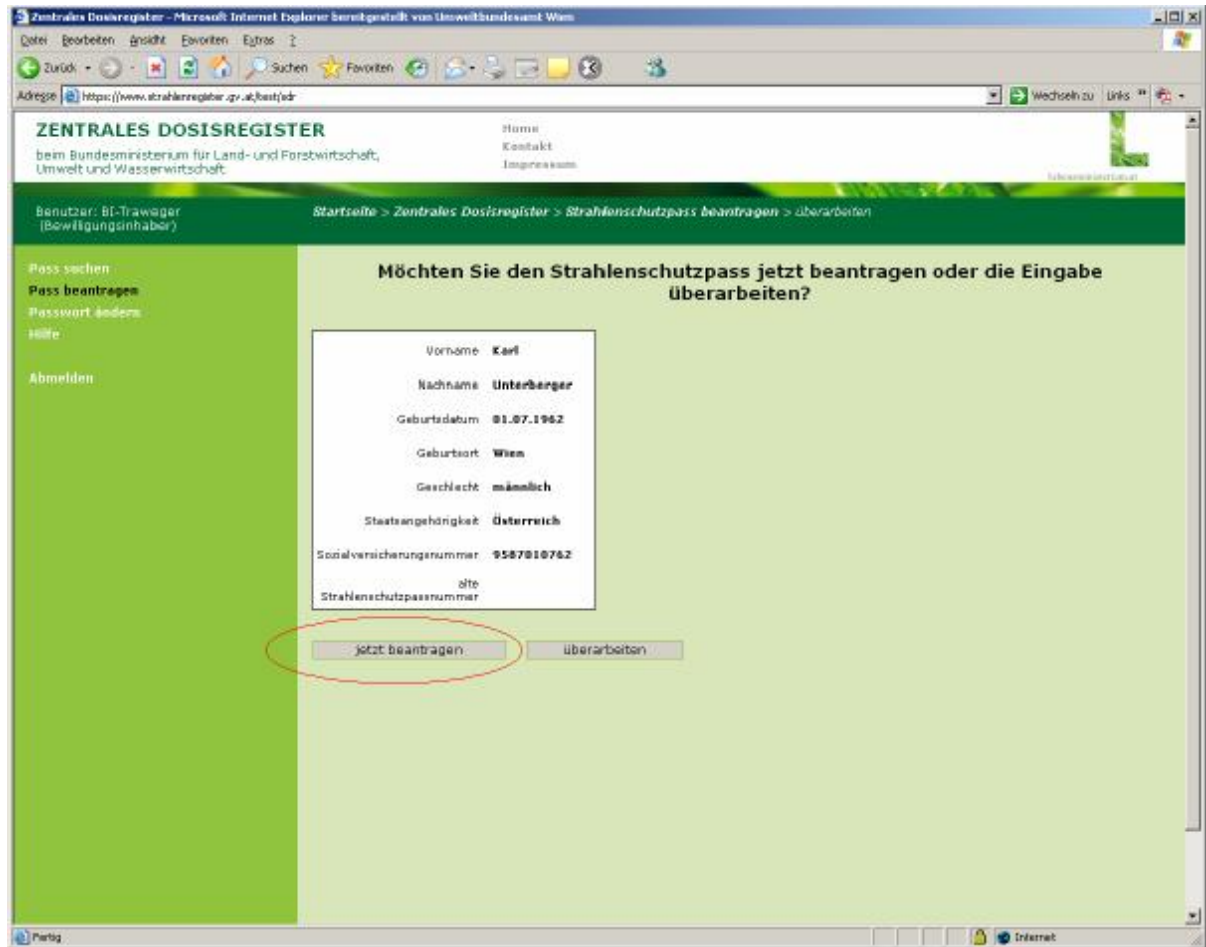 Zentrales Dosisregister - Microsoft Internet Explorer bereitgestellt von Umweltbundesamt Wien
Datei Bearbeiten Ansicht Favoriten Extras ?
Zurück Suchen Favoriten
Adresse https://www.strahlenregister.gv.at/test/zdr Wechseln zu Links
ZENTRALES DOSISREGISTER
beim Bundesministerium für Land- und Forstwirtschaft,
Umwelt und Wasserwirtschaft
Home
Kontakt
Impressum
Benutzer: BI-Traweger
(Bewilligungsinhaber)
Startseite > Zentrales Dosisregister > Strahlenschutzpass beantragen > überarbeiten
Pass suchen
Pass beantragen
Passwort ändern
Hilfe
Abmelden
Möchten Sie den Strahlenschutzpass jetzt beantragen oder die Eingabe
überarbeiten?
Vorname Karl
Nachname Unterberger
Geburtsdatum 01.07.1962
Geburtsort Wien
Geschlecht männlich
Staatsangehörigkeit Österreich
Sozialversicherungsnummer 9587010762
alte
Strahlenschutzpassnummer
jetzt beantragen überarbeiten
Fertig Internet